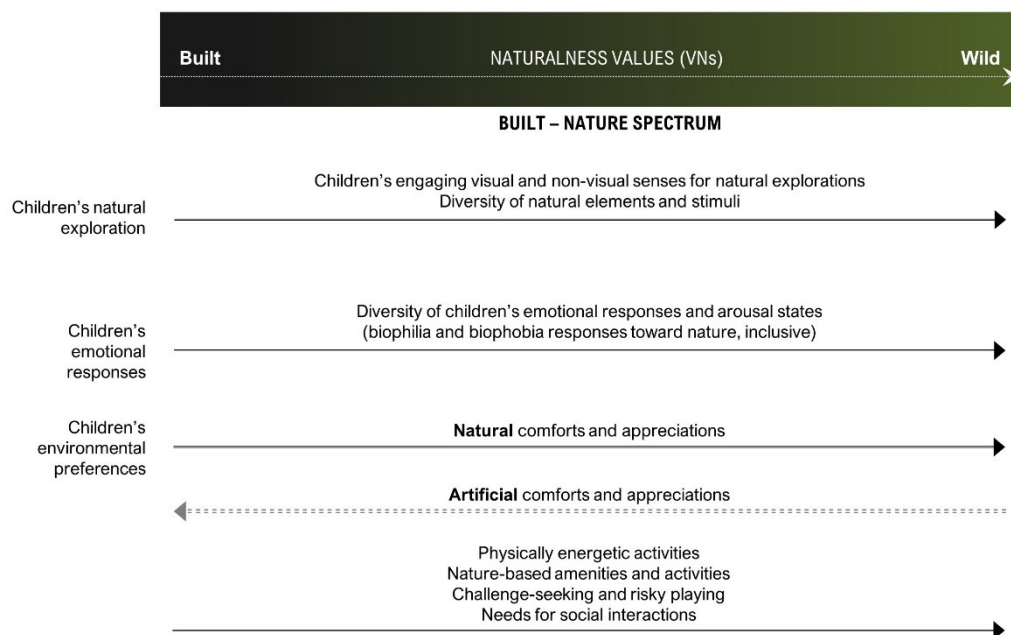 Built NATURALNESS VALUES (VNs) Wild
BUILT – NATURE SPECTRUM
Children's natural
exploration
Children's engaging visual and non-visual senses for natural explorations
Diversity of natural elements and stimuli
Children's
emotional
responses
Diversity of children's emotional responses and arousal states
(biophilia and biophobia responses toward nature, inclusive)
Children's
environmental
preferences
Natural comforts and appreciations
Artificial comforts and appreciations
Physically energetic activities
Nature-based amenities and activities
Challenge-seeking and risky playing
Needs for social interactions